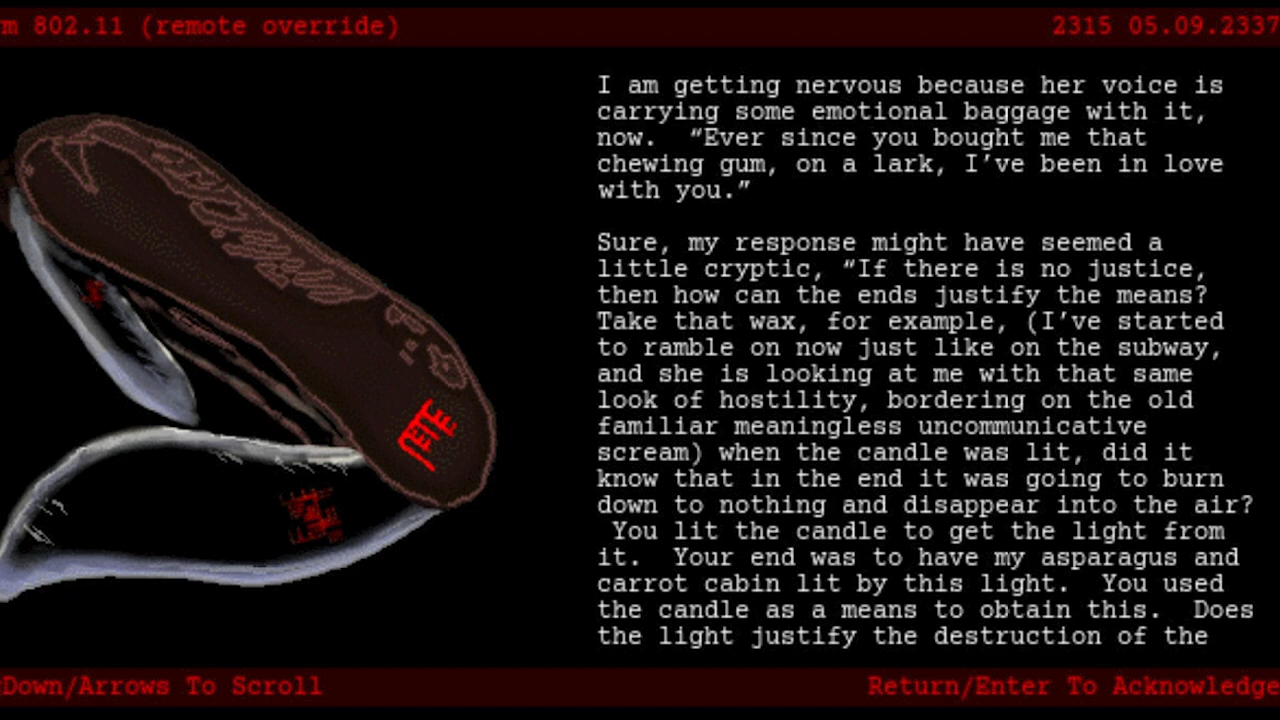 m 802.11 (remote override)
2315 05.09.2337
I am getting nervous because her voice is
carrying some emotional baggage with it,
now.  “Ever since you bought me that
chewing gum, on a lark, I’ve been in love
with you.”
Sure, my response might have seemed a
little cryptic, “If there is no justice,
then how can the ends justify the means?
Take that wax, for example, (I’ve started
to ramble on now just like on the subway,
and she is looking at me with that same
look of hostility, bordering on the old
familiar meaningless uncommunicative
scream) when the candle was lit, did it
know that in the end it was going to burn
down to nothing and disappear into the air?
You lit the candle to get the light from
it.  Your end was to have my asparagus and
carrot cabin lit by this light.  You used
the candle as a means to obtain this.  Does
the light justify the destruction of the
Down/Arrows To Scroll
Return/Enter To Acknowledge